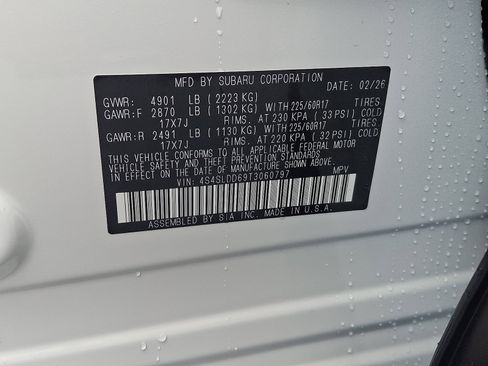 MFD BY SUBARU CORPORATION DATE: 02/26
GVWR: 4901 LB ( 2223 KG)
GAWR:F 2870 LB ( 1302 KG) WITH 225/60R17 TIRES
17X7J RIMS. AT 230 KPA ( 33 PSI) COLD
GAWR:R 2491 LB ( 1130 KG) WITH 225/60R17 TIRES
17X7J RIMS. AT 220 KPA ( 32 PSI) COLD
THIS VEHICLE CONFORMS TO ALL APPLICABLE FEDERAL MOTOR
VEHICLE SAFETY AND THEFT PREVENTION STANDARDS
IN EFFECT ON THE DATE OF MANUFACTURE SHOWN ABOVE.
VIN: 4S4SLDD69T3060797 MPV
ASSEMBLED BY SIA INC. MADE IN U.S.A.